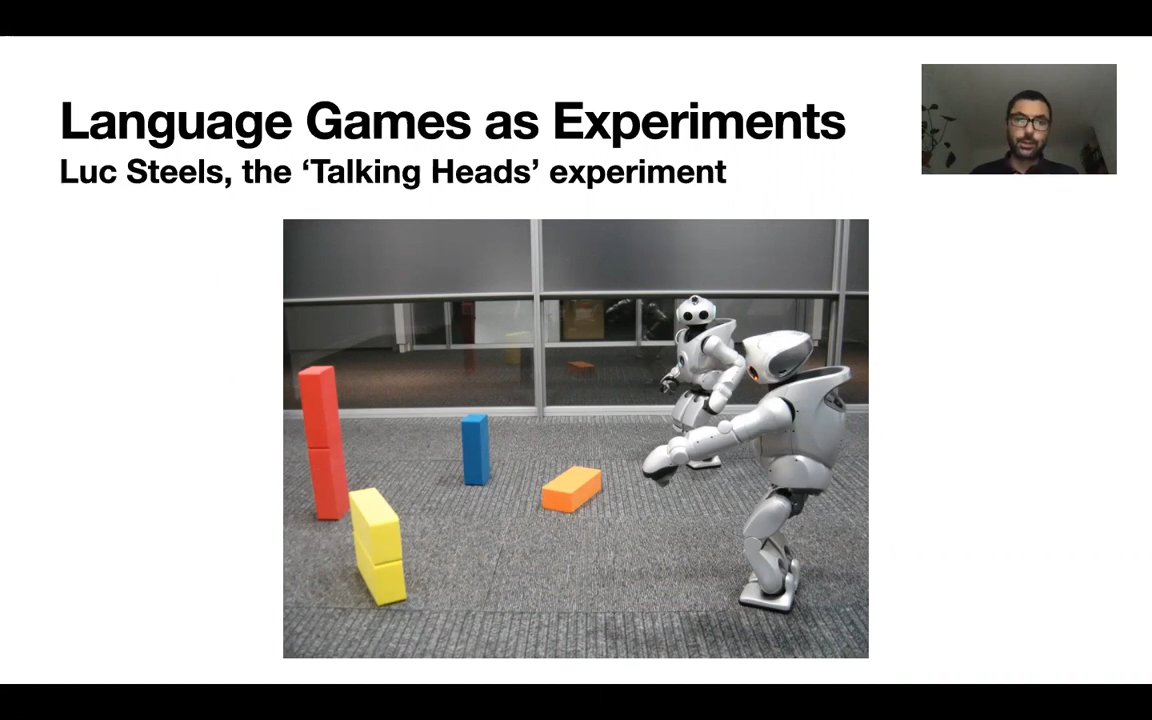 Language Games as Experiments
Luc Steels, the ‘Talking Heads’ experiment